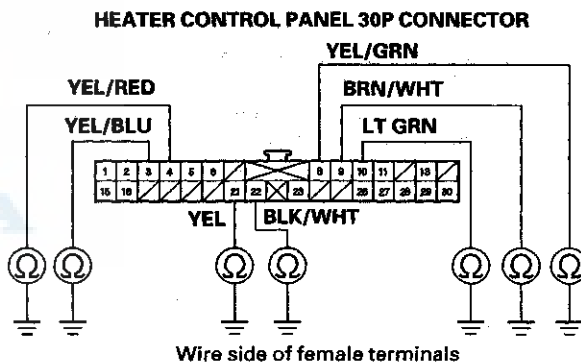 HEATER CONTROL PANEL 30P CONNECTOR
YEL/GRN
YEL/RED
BRN/WHT
YEL/BLU
LT GRN
1 2 3 4 5 6 8 9 10 11 13
15 16 21 22 23 26 27 28 29 30
YEL
BLK/WHT
Ω Ω Ω Ω Ω Ω Ω
Wire side of female terminals